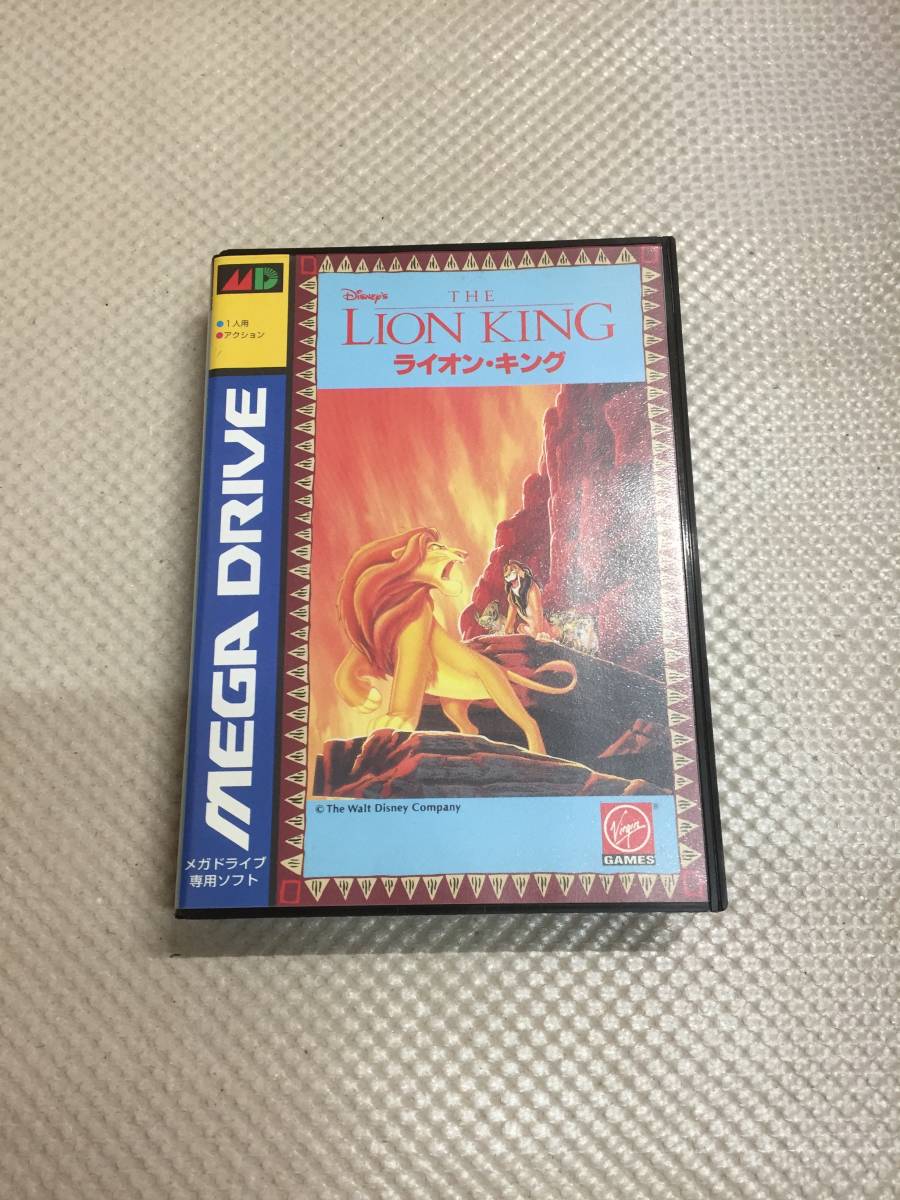 MD
●1人用
●アクション
MEGA DRIVE
メガドライブ
専用ソフト
Disney's
THE
LION KING
ライオン・キング
© The Walt Disney Company
Virgin
GAMES